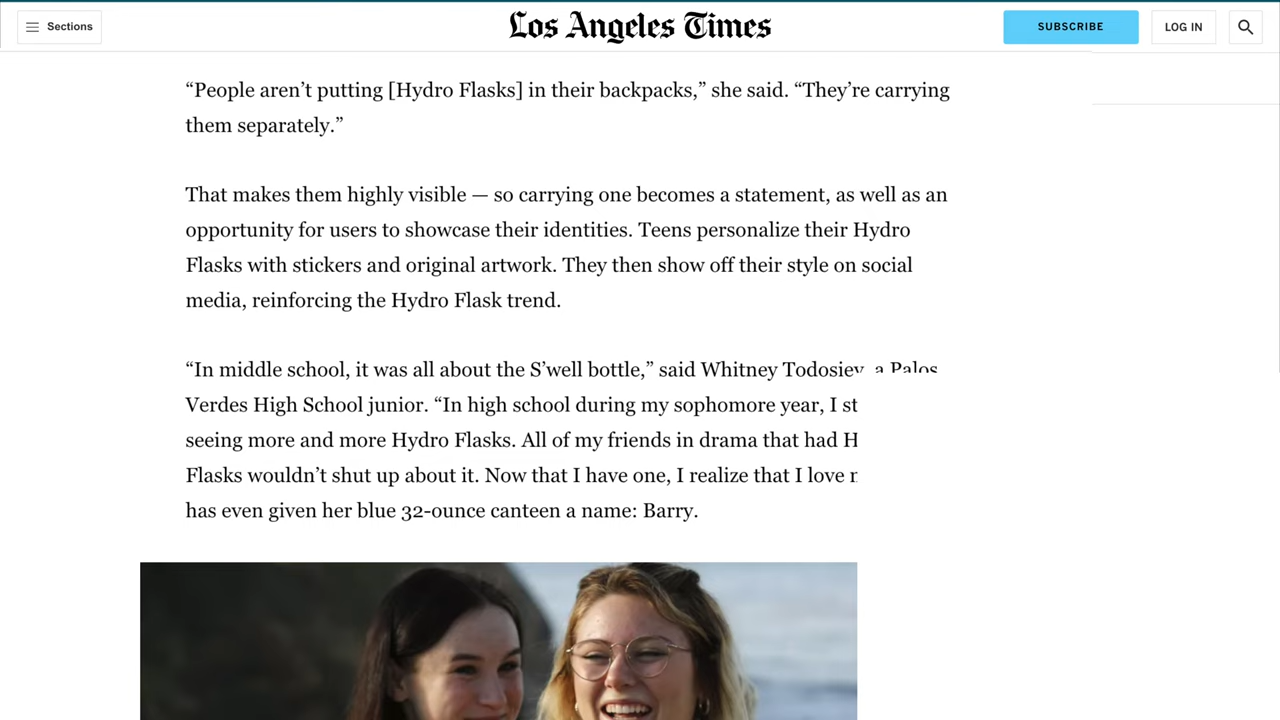 Sections
Los Angeles Times
SUBSCRIBE
LOG IN
“People aren’t putting [Hydro Flasks] in their backpacks,” she said. “They’re carrying
them separately.”
That makes them highly visible — so carrying one becomes a statement, as well as an
opportunity for users to showcase their identities. Teens personalize their Hydro
Flasks with stickers and original artwork. They then show off their style on social
media, reinforcing the Hydro Flask trend.
“In middle school, it was all about the S’well bottle,” said Whitney Todosiev, a Palos
Verdes High School junior. “In high school during my sophomore year, I st
seeing more and more Hydro Flasks. All of my friends in drama that had H
Flasks wouldn’t shut up about it. Now that I have one, I realize that I love
has even given her blue 32-ounce canteen a name: Barry.